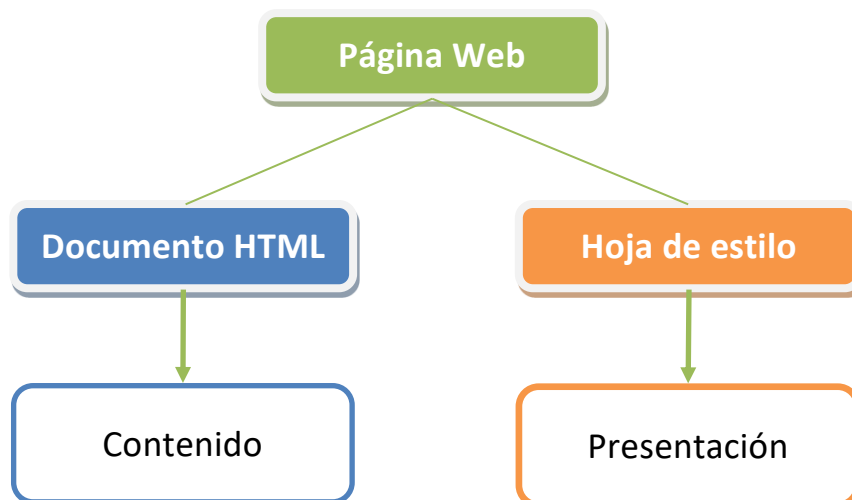 Página Web
Documento HTML
Hoja de estilo
Contenido
Presentación